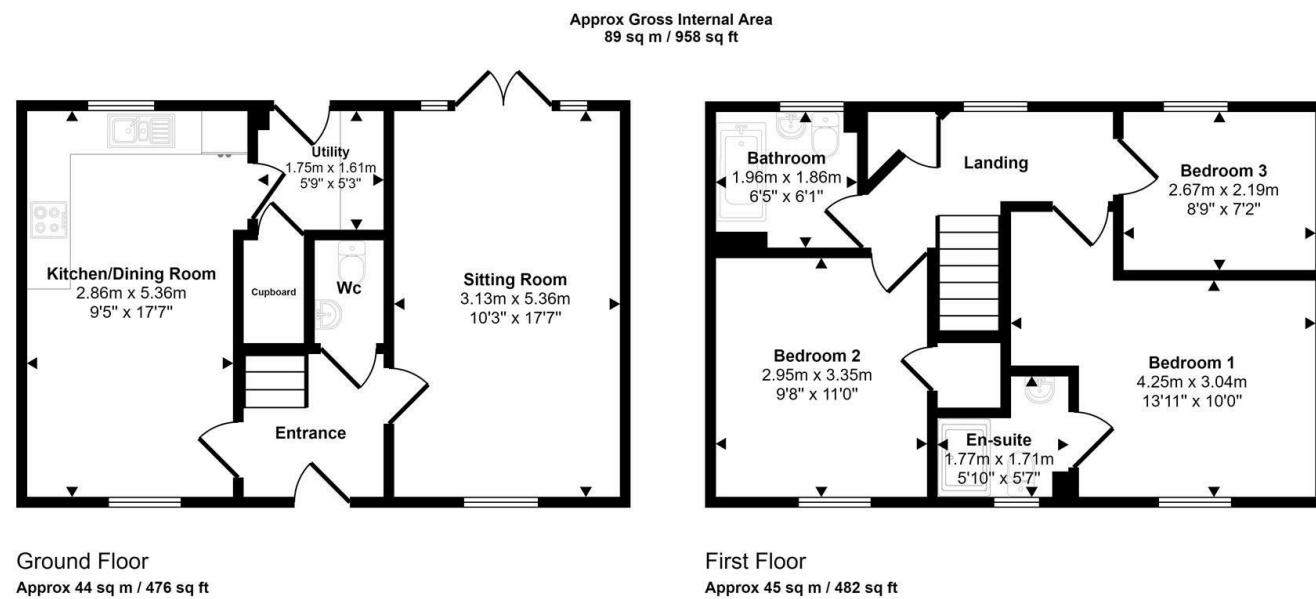 Approx Gross Internal Area
89 sq m / 958 sq ft
Utility
1.75m x 1.61m
5'9" x 5'3"
Kitchen/Dining Room
2.86m x 5.36m
9'5" x 17'7"
Cupboard
Wc
Sitting Room
3.13m x 5.36m
10'3" x 17'7"
Entrance
Ground Floor
Approx 44 sq m / 476 sq ft
Bathroom
1.96m x 1.86m
6'5" x 6'1"
Landing
Bedroom 3
2.67m x 2.19m
8'9" x 7'2"
Bedroom 2
2.95m x 3.35m
9'8" x 11'0"
Bedroom 1
4.25m x 3.04m
13'11" x 10'0"
En-suite
1.77m x 1.71m
5'10" x 5'7"
First Floor
Approx 45 sq m / 482 sq ft